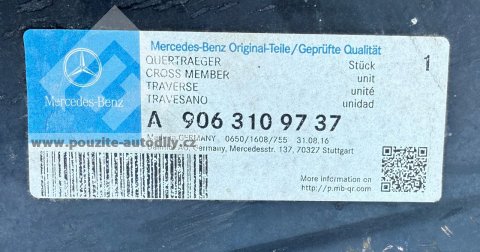 Mercedes-Benz Original-Teile/Geprüfte Qualität
QUERTRAEGER Stück 1
CROSS MEMBER unit
TRAVERSE unité
TRAVESANO unidad
Mercedes-Benz
A 906 310 97 37
www.pouzite-autodily.cz
GERMANY 0650/1608/755 31.08.16
AG, Germany, Mercedesstr. 137, 70327 Stuttgart
More information on
http://p.mb-qr.com